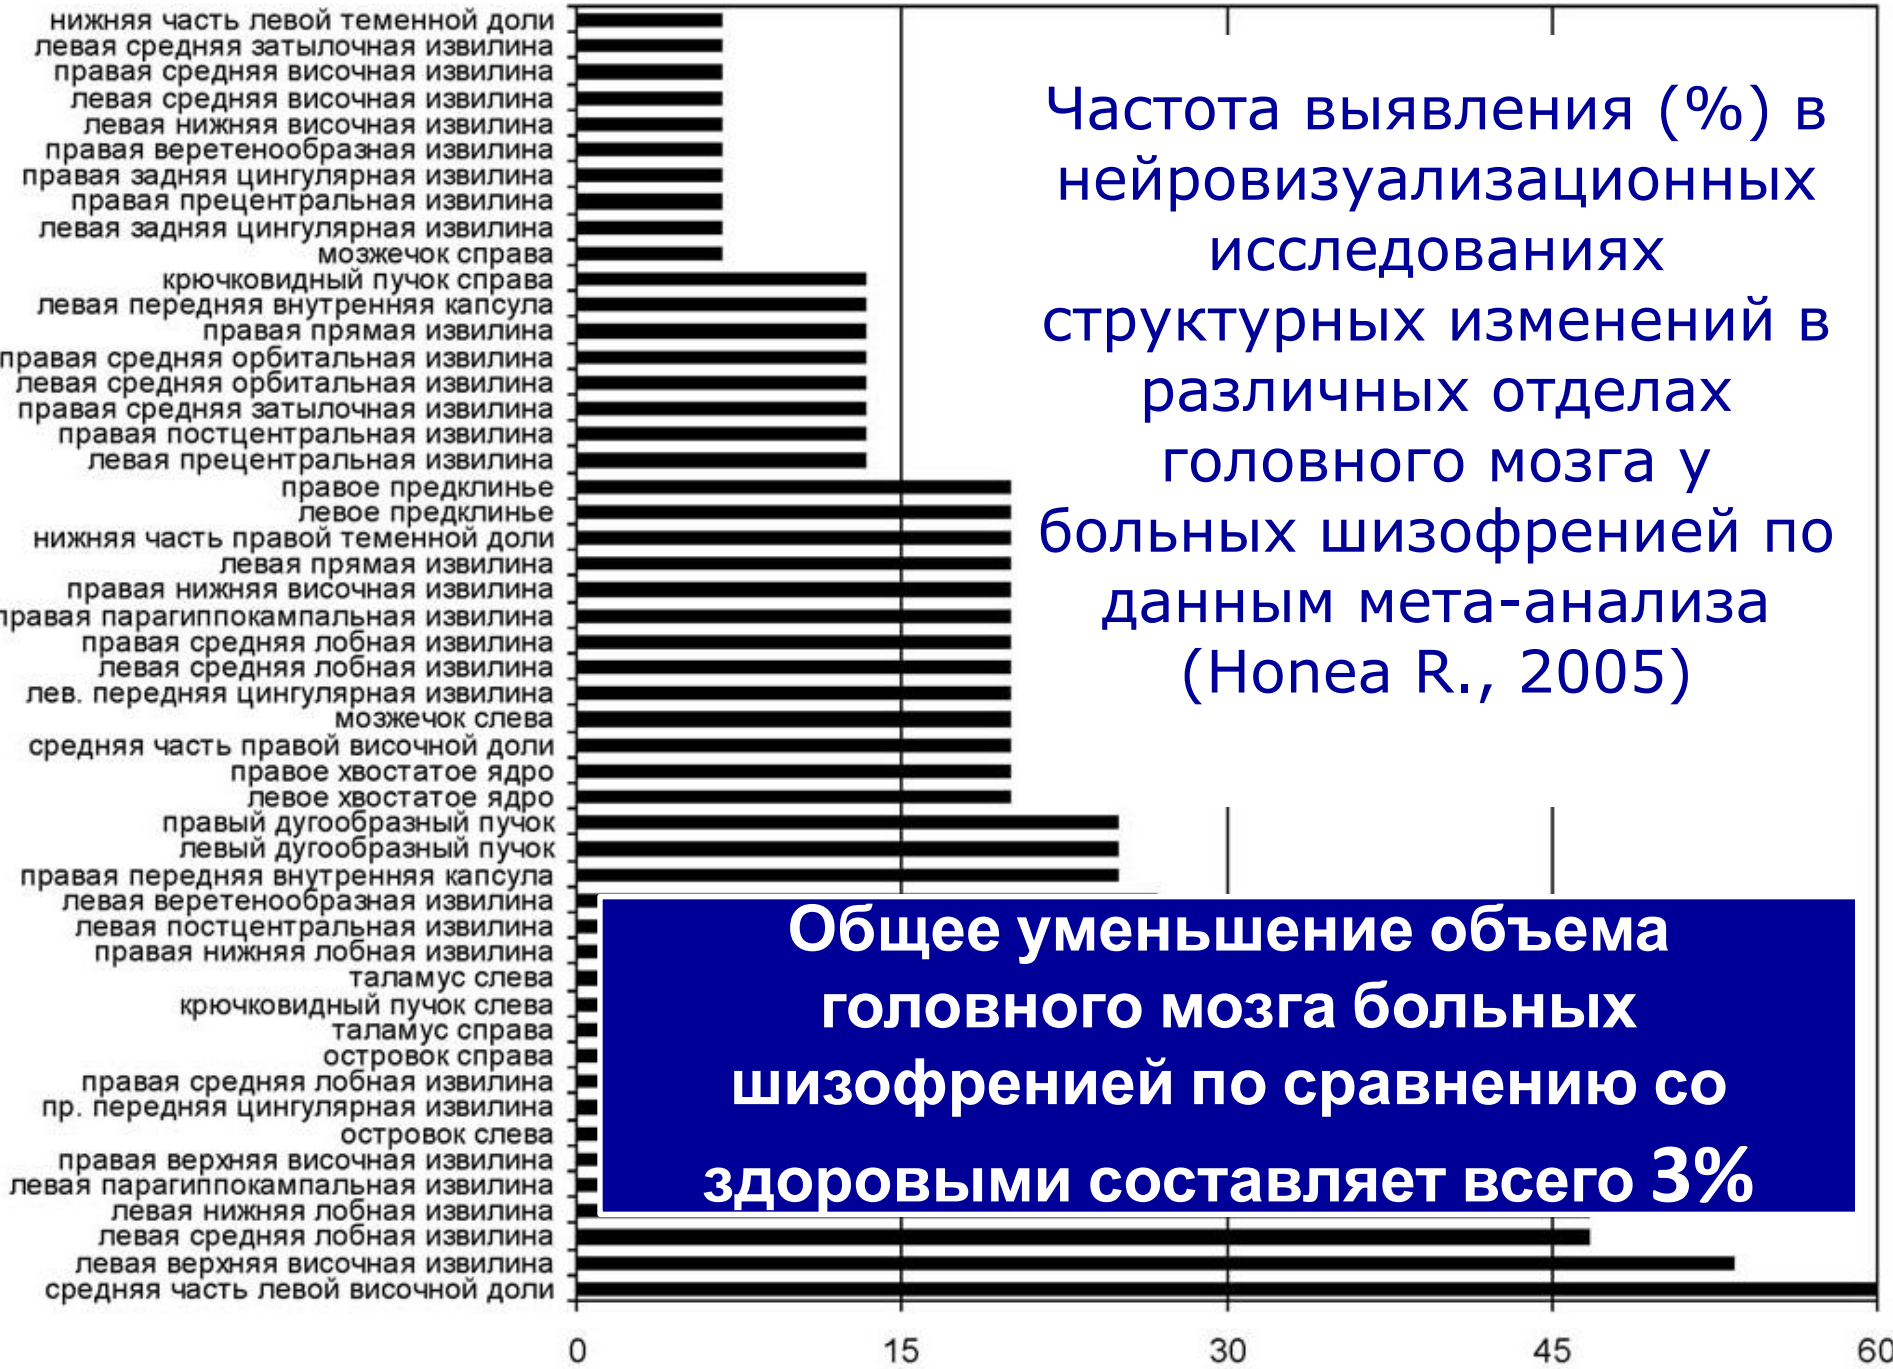 нижняя часть левой теменной доли
левая средняя затылочная извилина
правая средняя височная извилина
левая средняя височная извилина
левая нижняя височная извилина
правая веретенообразная извилина
правая задняя цингулярная извилина
правая прецентральная извилина
левая задняя цингулярная извилина
мозжечок справа
крючковидный пучок справа
левая передняя внутренняя капсула
правая прямая извилина
правая средняя орбитальная извилина
левая средняя орбитальная извилина
правая средняя затылочная извилина
правая постцентральная извилина
левая прецентральная извилина
правое предклинье
левое предклинье
нижняя часть правой теменной доли
левая прямая извилина
правая нижняя височная извилина
правая парагиппокампальная извилина
правая средняя лобная извилина
левая средняя лобная извилина
лев. передняя цингулярная извилина
мозжечок слева
средняя часть правой височной доли
правое хвостатое ядро
левое хвостатое ядро
правый дугообразный пучок
левый дугообразный пучок
правая передняя внутренняя капсула
левая веретенообразная извилина
левая постцентральная извилина
правая нижняя лобная извилина
таламус слева
крючковидный пучок слева
таламус справа
островок справа
правая средняя лобная извилина
пр. передняя цингулярная извилина
островок слева
правая верхняя височная извилина
левая парагиппокампальная извилина
левая нижняя лобная извилина
левая средняя лобная извилина
левая верхняя височная извилина
средняя часть левой височной доли
0 15 30 45 60
Частота выявления (%) в
нейровизуализационных
исследованиях
структурных изменений в
различных отделах
головного мозга у
больных шизофренией по
данным мета-анализа
(Honea R., 2005)
Общее уменьшение объема
головного мозга больных
шизофренией по сравнению со
здоровыми составляет всего 3%